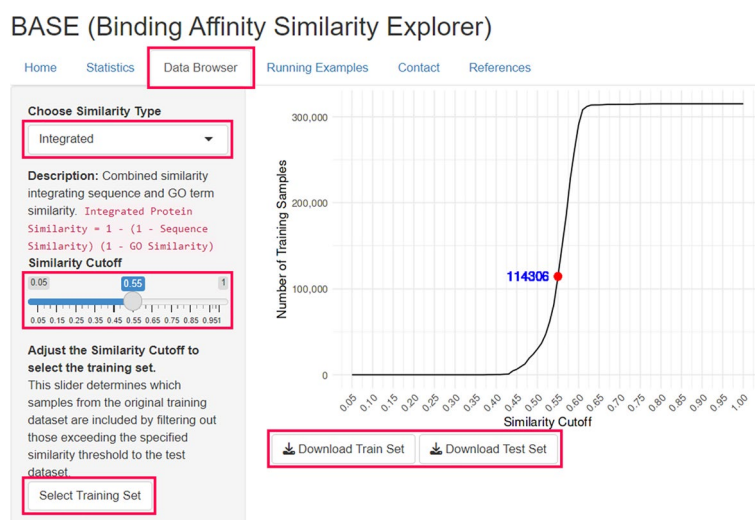 BASE (Binding Affinity Similarity Explorer)
Home Statistics Data Browser Running Examples Contact References
Choose Similarity Type
Integrated
Description: Combined similarity
integrating sequence and GO term
similarity. Integrated Protein
Similarity = 1 - (1 - Sequence
Similarity) (1 - GO Similarity)
Similarity Cutoff
0.05 0.55 1
0.05 0.15 0.25 0.35 0.45 0.55 0.65 0.75 0.85 0.951
Adjust the Similarity Cutoff to
select the training set.
This slider determines which
samples from the original training
dataset are included by filtering out
those exceeding the specified
similarity threshold to the test
dataset.
Select Training Set
Number of Training Samples
300,000
200,000
100,000
0
114306
0.05 0.10 0.15 0.20 0.25 0.30 0.35 0.40 0.45 0.50 0.55 0.60 0.65 0.70 0.75 0.80 0.85 0.90 0.95 1.00
Similarity Cutoff
Download Train Set Download Test Set